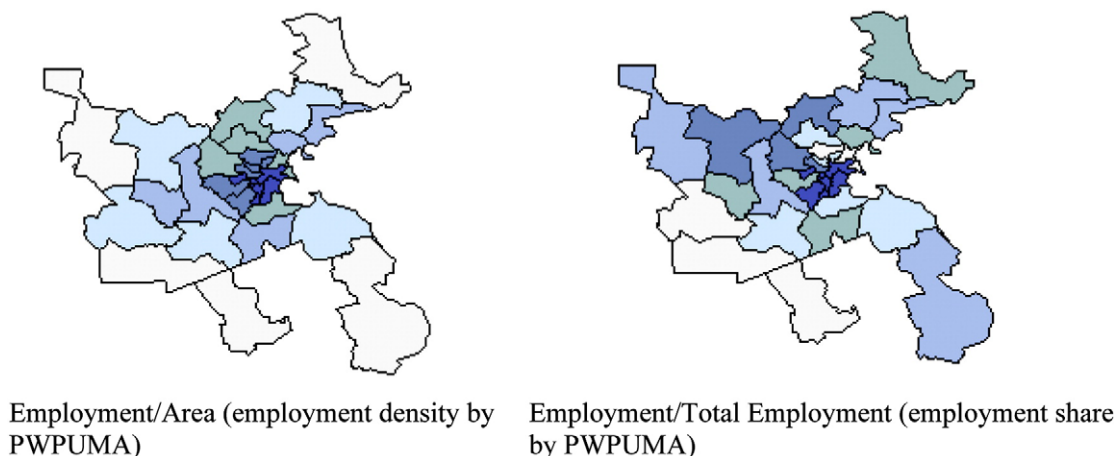 Employment/Area (employment density by
PWPUMA)
Employment/Total Employment (employment share
by PWPUMA)